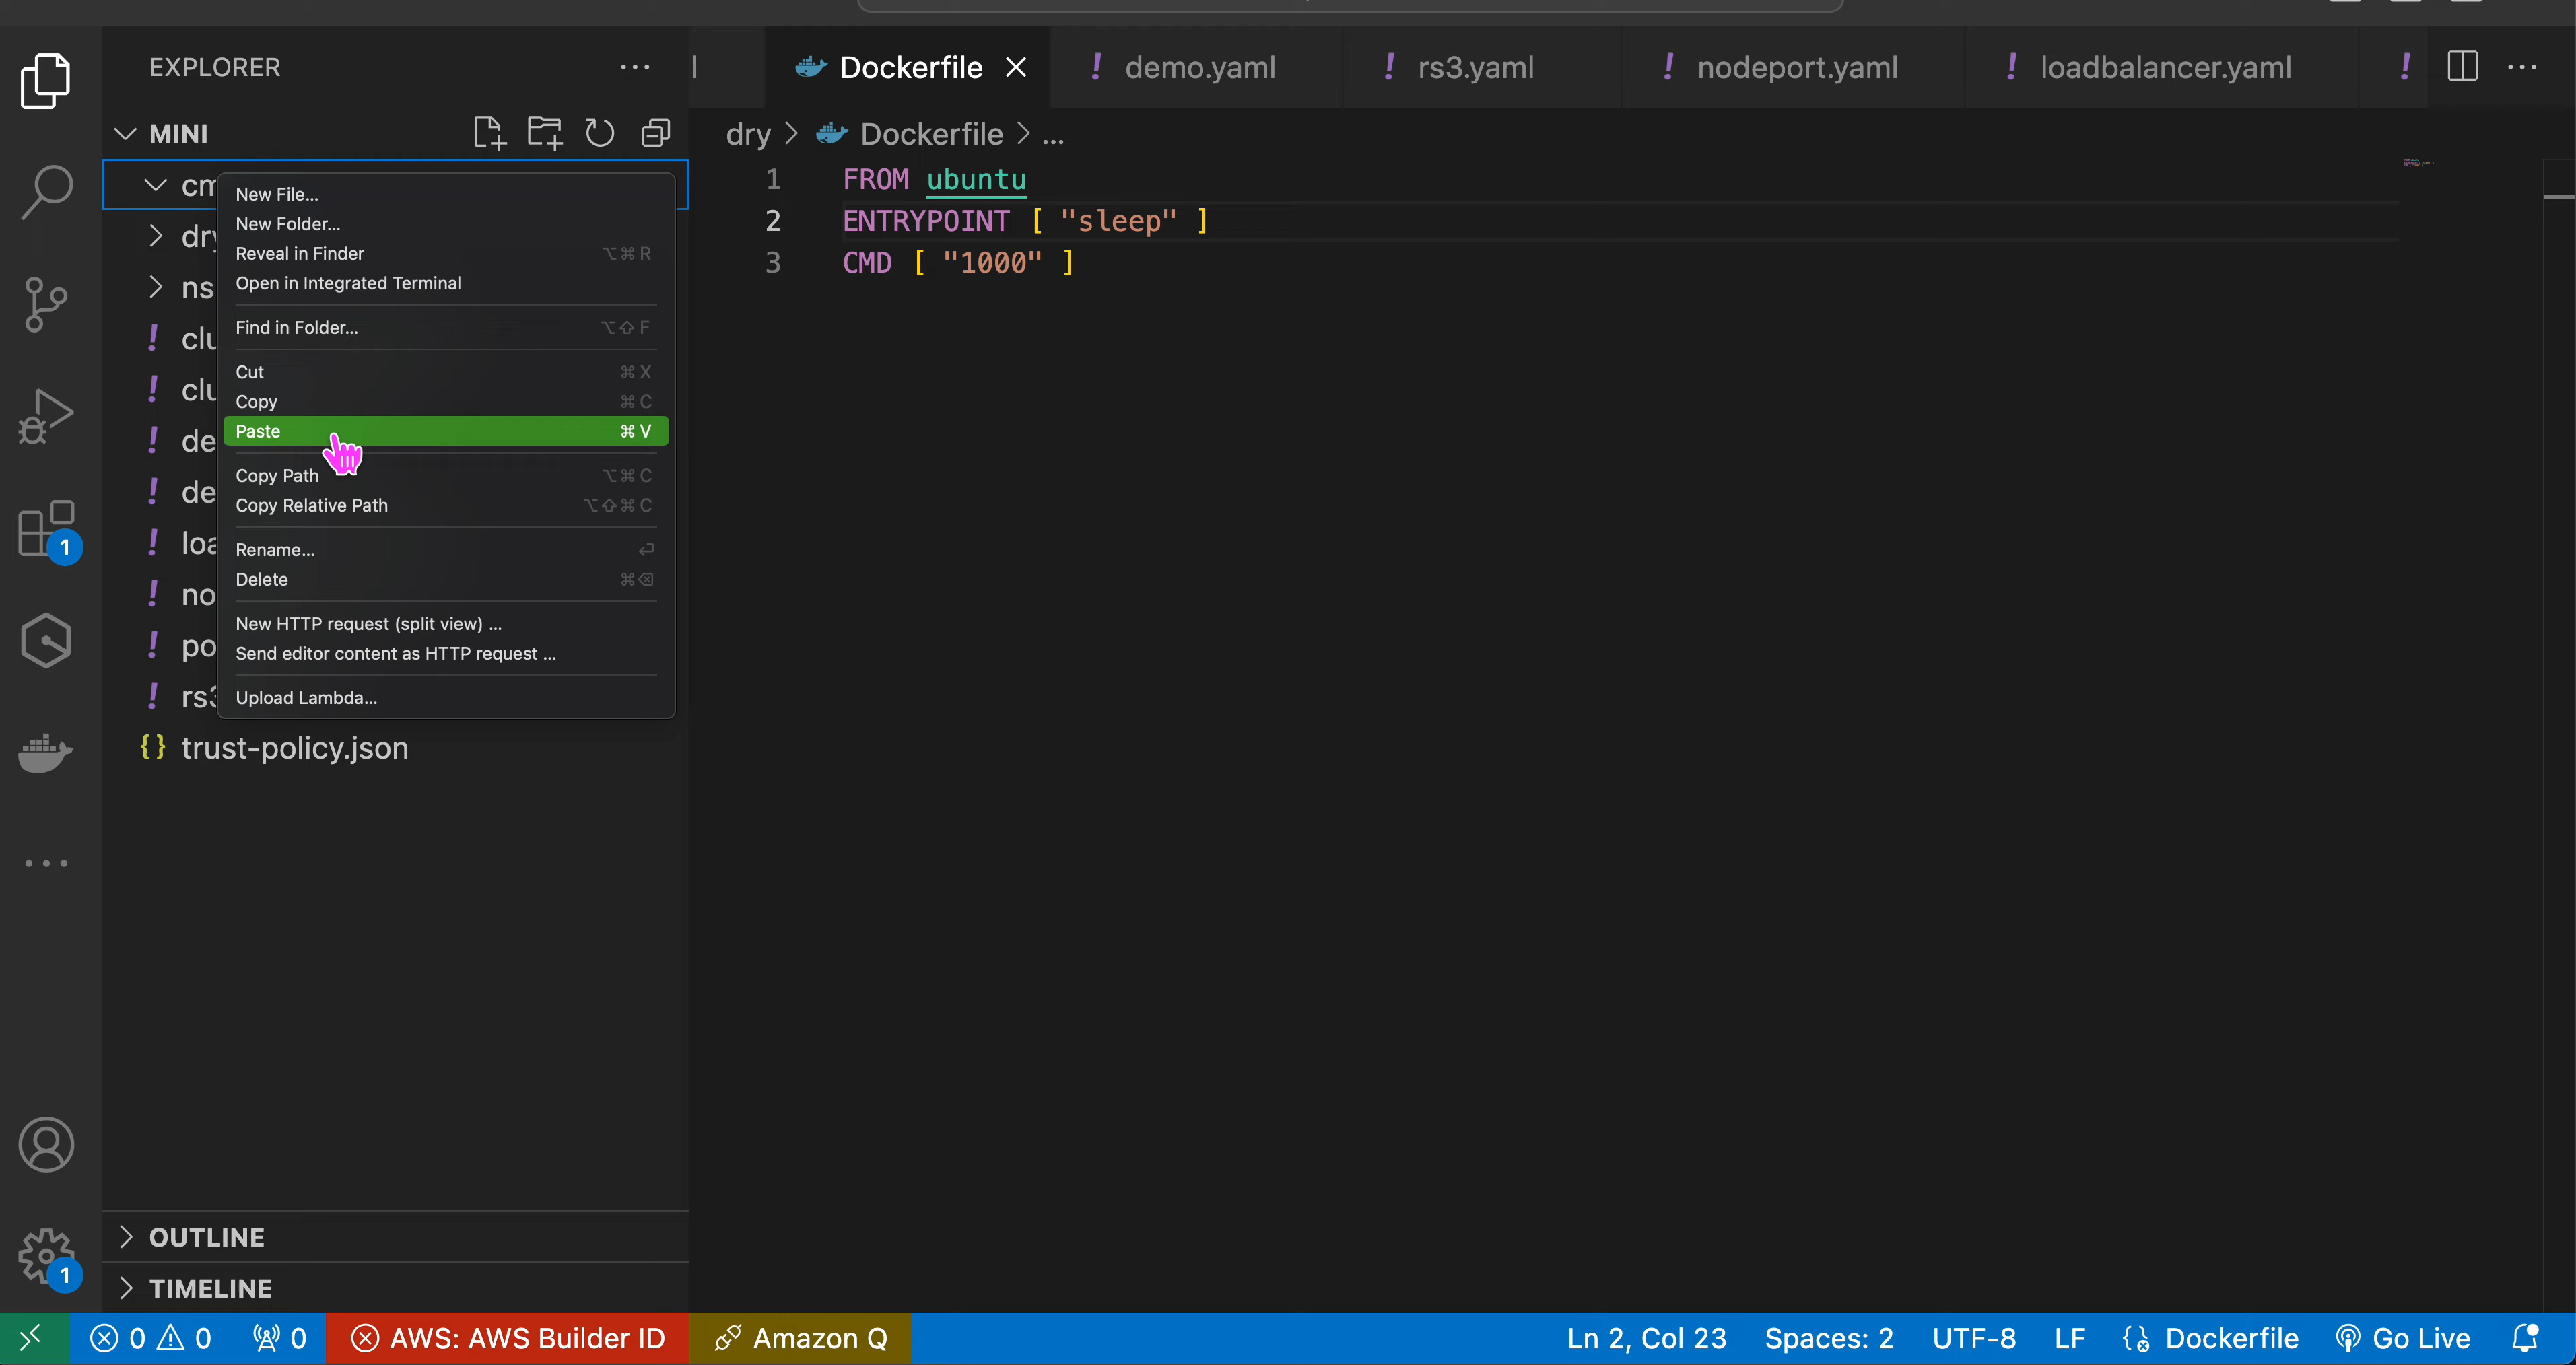 EXPLORER
MINI
New File...
New Folder...
Reveal in Finder ⌥⌘R
Open in Integrated Terminal
Find in Folder... ⌥⇧F
Cut ⌘X
Copy ⌘C
Paste ⌘V
Copy Path ⌥⌘C
Copy Relative Path ⌥⇧⌘C
Rename... ⏎
Delete ⌘⌫
New HTTP request (split view) ...
Send editor content as HTTP request ...
Upload Lambda...
cm
dry
ns
! clu
! clu
! de
! de
! loa
! no
! po
! rs3
{} trust-policy.json
OUTLINE
TIMELINE
Dockerfile ! demo.yaml ! rs3.yaml ! nodeport.yaml ! loadbalancer.yaml !
dry > Dockerfile > ...
1 FROM ubuntu
2 ENTRYPOINT [ "sleep" ]
3 CMD [ "1000" ]
1
1
0 0 0 AWS: AWS Builder ID Amazon Q Ln 2, Col 23 Spaces: 2 UTF-8 LF Dockerfile Go Live